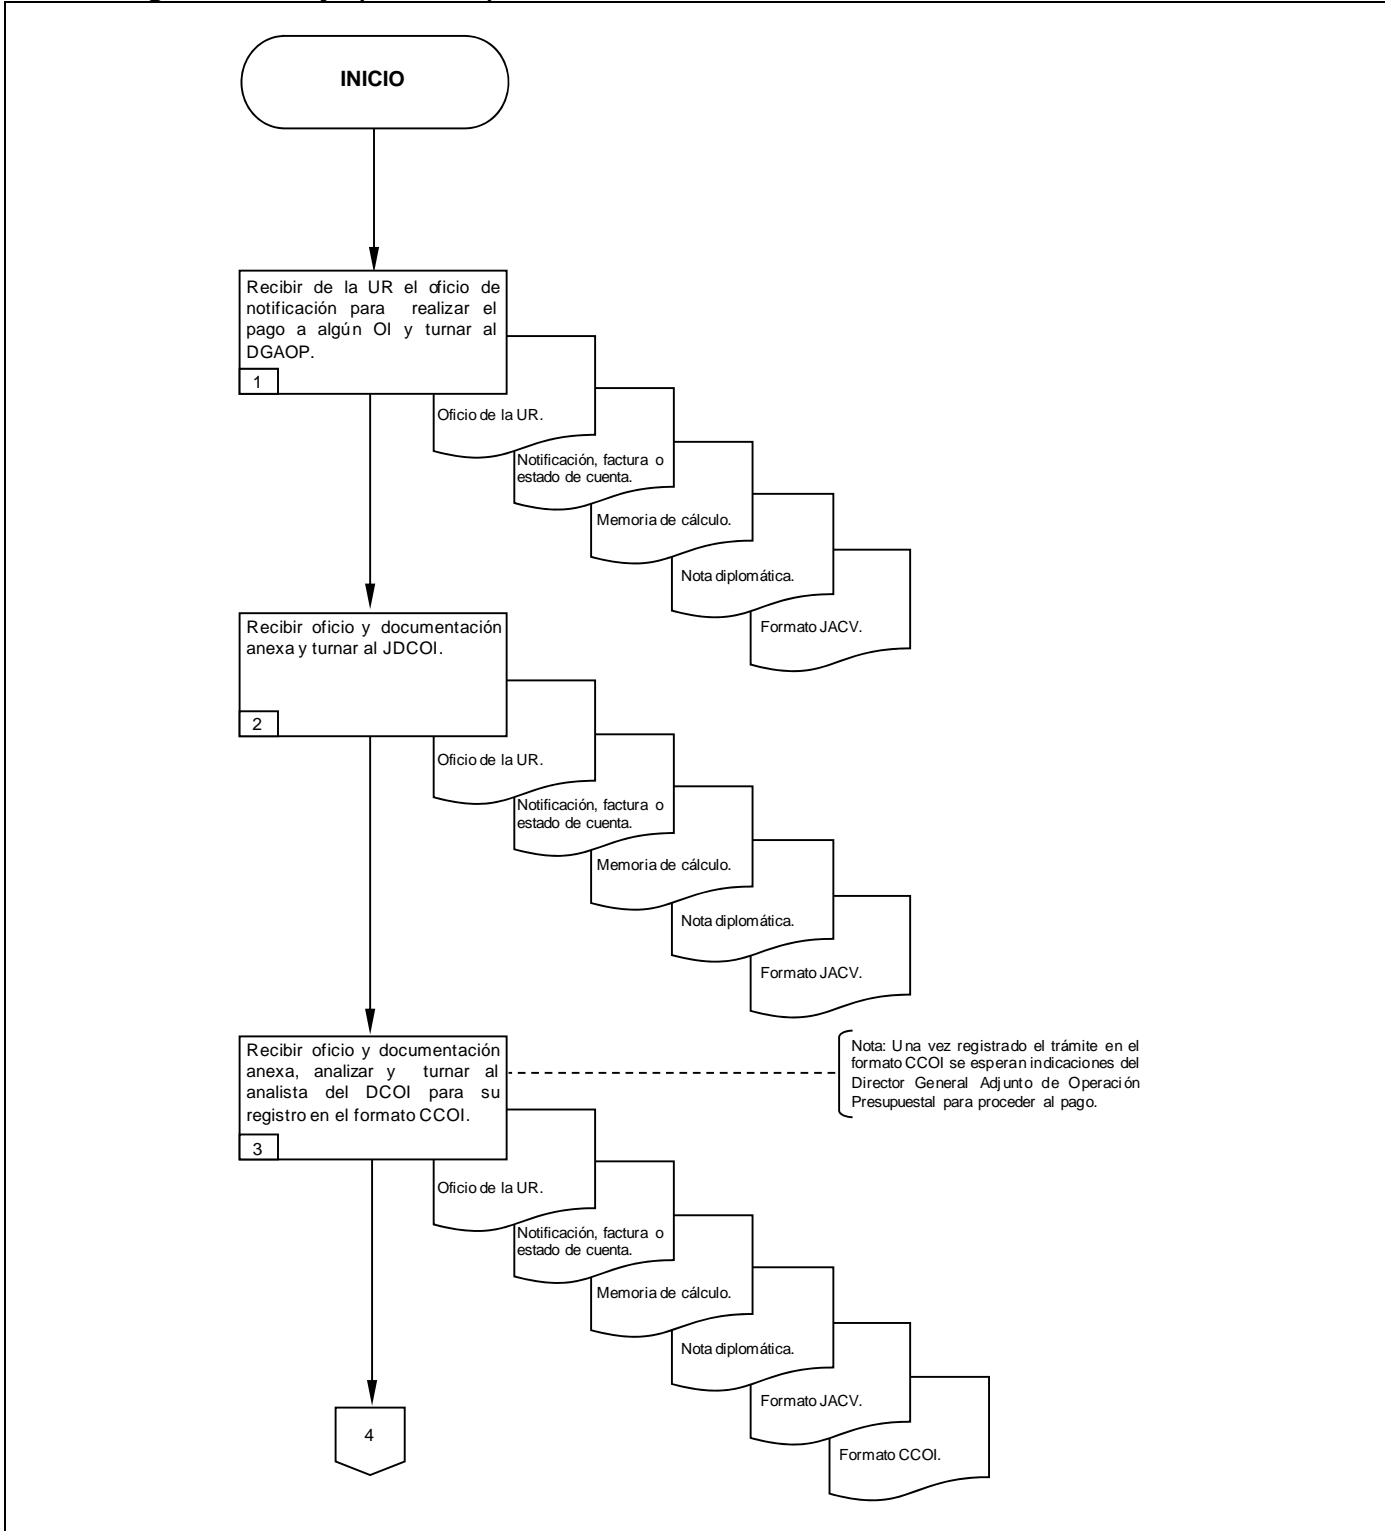 INICIO
Recibir de la UR el oficio de
notificación para realizar el
pago a algún OI y turnar al
DGAOP.
1
Oficio de la UR.
Notificación, factura o
estado de cuenta.
Memoria de cálculo.
Nota diplomática.
Formato JACV.
Recibir oficio y documentación
anexa y turnar al JDCOI.
2
Oficio de la UR.
Notificación, factura o
estado de cuenta.
Memoria de cálculo.
Nota diplomática.
Formato JACV.
Recibir oficio y documentación
anexa, analizar y turnar al
analista del DCOI para su
registro en el formato CCOI.
3
Nota: Una vez registrado el trámite en el
formato CCOI se esperan indicaciones del
Director General Adjunto de Operación
Presupuestal para proceder al pago.
Oficio de la UR.
Notificación, factura o
estado de cuenta.
Memoria de cálculo.
Nota diplomática.
Formato JACV.
Formato CCOI.
4